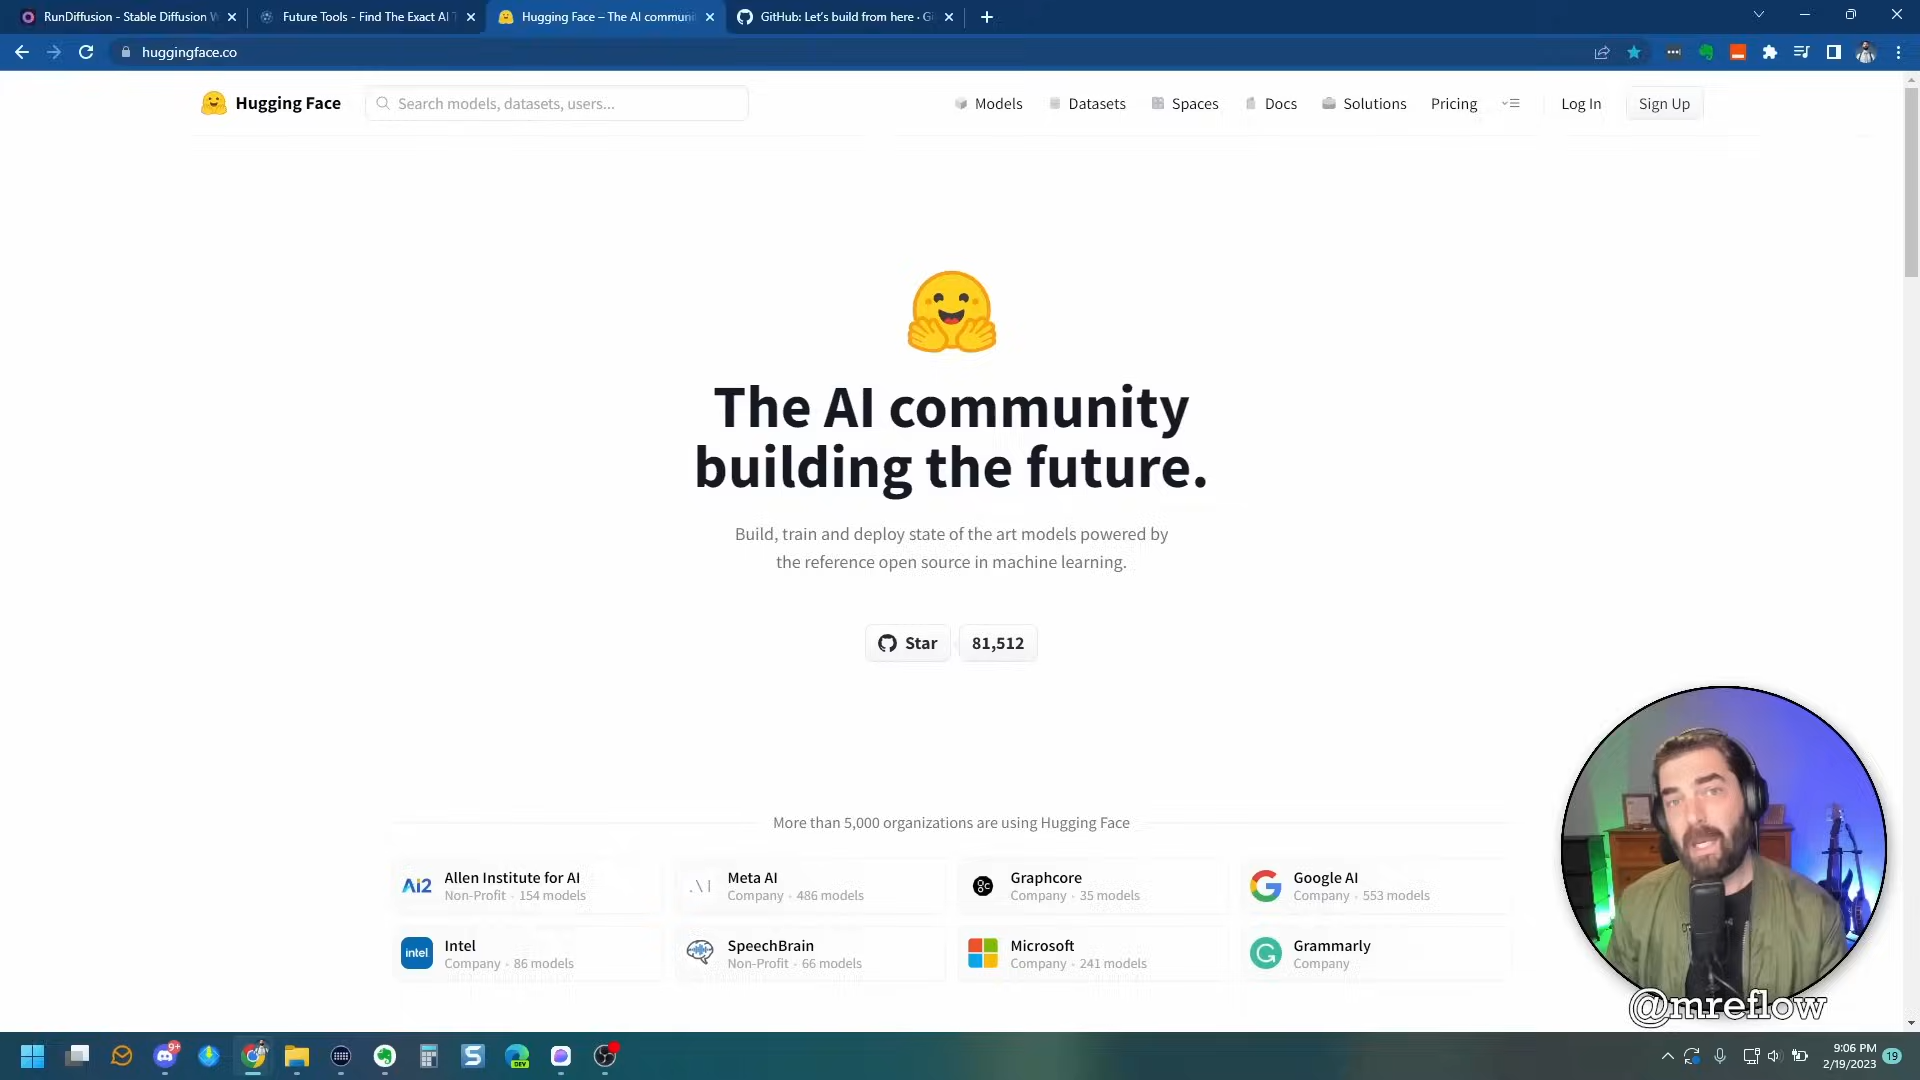 RunDiffusion - Stable Diffusion W
Future Tools - Find The Exact AI T
Hugging Face – The AI communi
GitHub: Let's build from here · Gi
huggingface.co
Hugging Face
Search models, datasets, users...
Models
Datasets
Spaces
Docs
Solutions
Pricing
Log In
Sign Up
The AI community
building the future.
Build, train and deploy state of the art models powered by
the reference open source in machine learning.
Star
81,512
More than 5,000 organizations are using Hugging Face
Ai2
Allen Institute for AI
Non-Profit · 154 models
Meta AI
Company · 486 models
Graphcore
Company · 35 models
Google AI
Company · 553 models
intel
Intel
Company · 86 models
SpeechBrain
Non-Profit · 66 models
Microsoft
Company · 241 models
Grammarly
Company
@mreflow
9+
DEV
9:06 PM
2/19/2023
19